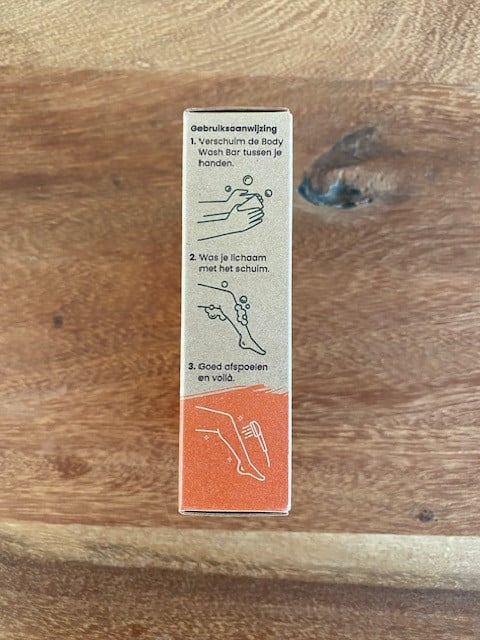 Gebruiksaanwijzing
1. Verschuim de Body
Wash Bar tussen je
handen.
2. Was je lichaam
met het schuim.
3. Goed afspoelen
en voilà.